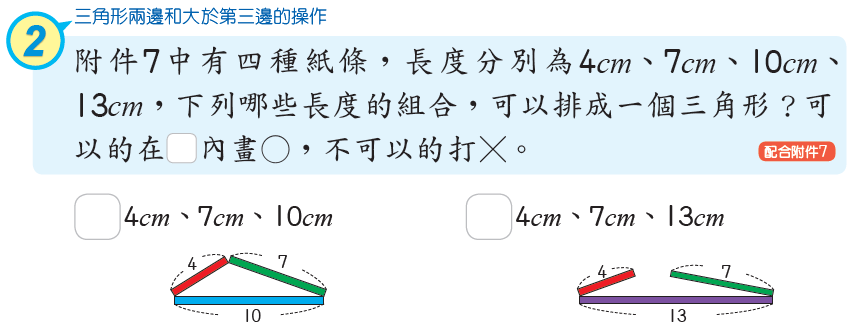 三角形兩邊和大於第三邊的操作
2
附件7中有四種紙條，長度分別為4cm、7cm、10cm、
13cm，下列哪些長度的組合，可以排成一個三角形？可
以的在□內畫○，不可以的打╳。
配合附件7
□ 4cm、7cm、10cm
□ 4cm、7cm、13cm
4
7
10
4
7
13